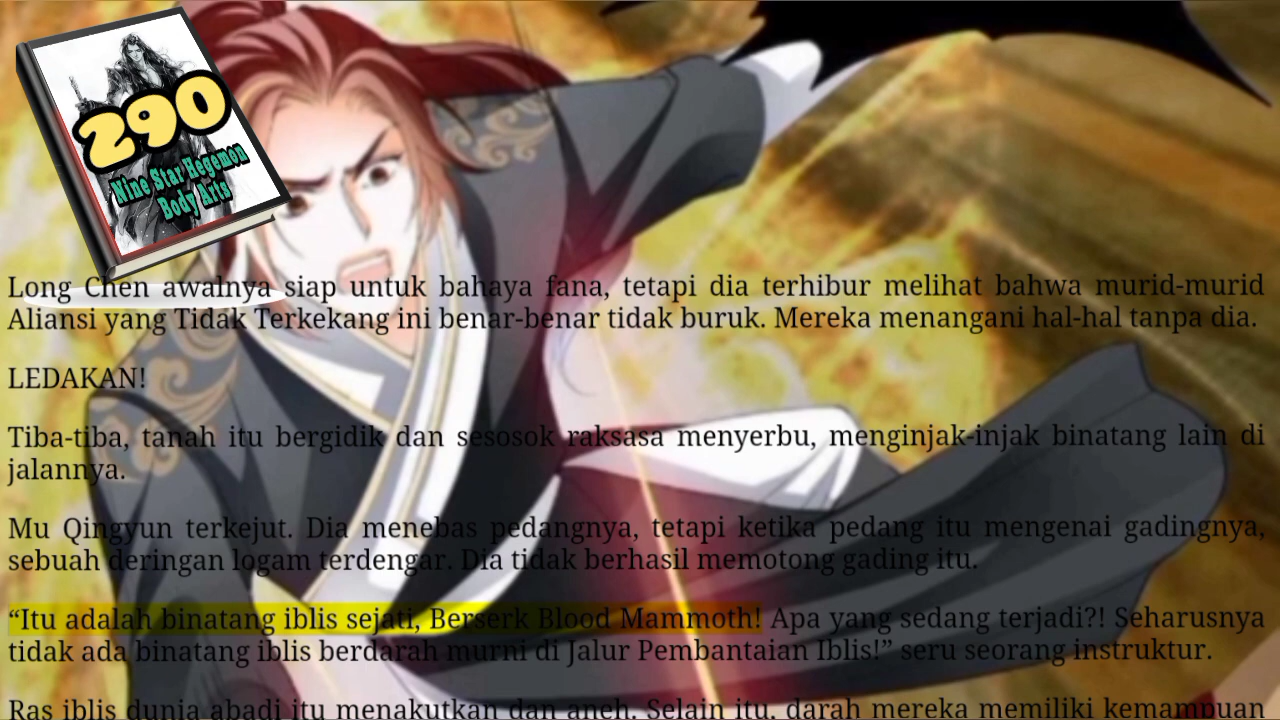 290
Nine Star Hegemon
Body Arts
Long Chen awalnya siap untuk bahaya fana, tetapi dia terhibur melihat bahwa murid-murid
Aliansi yang Tidak Terkekang ini benar-benar tidak buruk. Mereka menangani hal-hal tanpa dia.
LEDAKAN!
Tiba-tiba, tanah itu bergidik dan sesosok raksasa menyerbu, menginjak-injak binatang lain di
jalannya.
Mu Qingyun terkejut. Dia menebas pedangnya, tetapi ketika pedang itu mengenai gadingnya,
sebuah deringan logam terdengar. Dia tidak berhasil memotong gading itu.
“Itu adalah binatang iblis sejati, Berserk Blood Mammoth! Apa yang sedang terjadi?! Seharusnya
tidak ada binatang iblis berdarah murni di Jalur Pembantaian Iblis!” seru seorang instruktur.
Ras iblis dunia abadi itu menakutkan dan aneh. Selain itu, darah mereka memiliki kemampuan